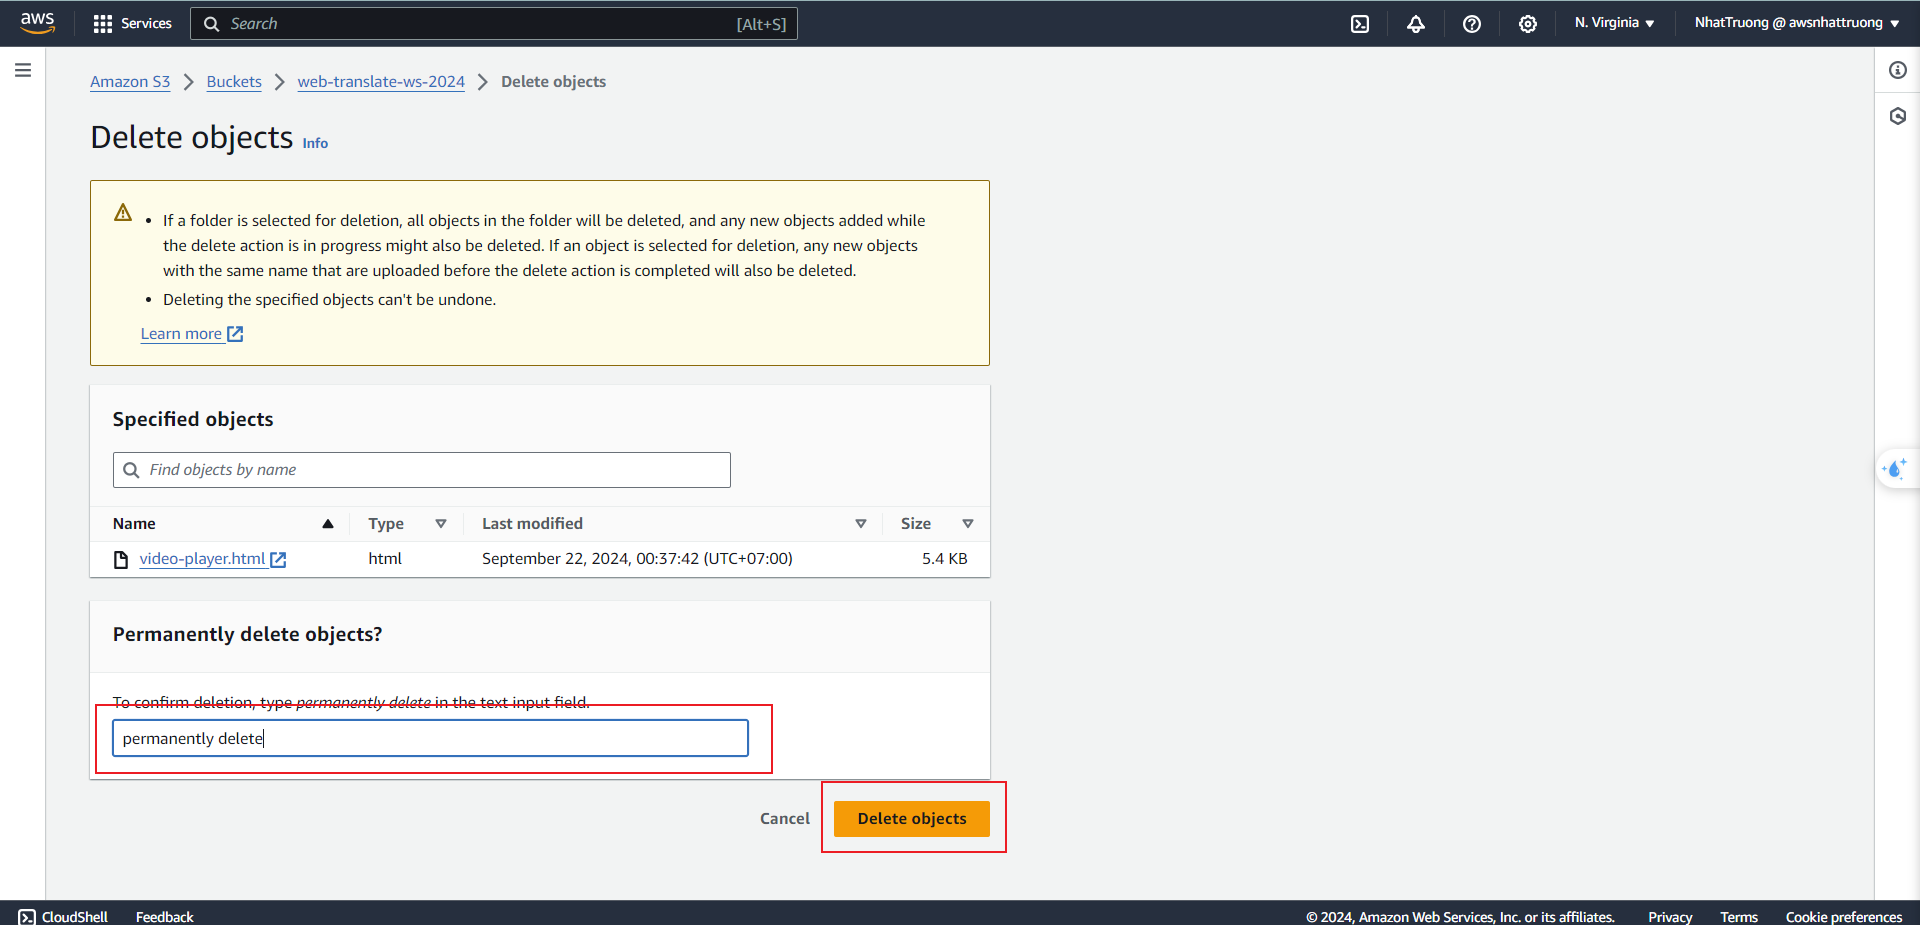 aws
Services
Search
[Alt+S]
N. Virginia
NhatTruong @ awsnhattruong
Amazon S3
Buckets
web-translate-ws-2024
Delete objects
Delete objects Info
If a folder is selected for deletion, all objects in the folder will be deleted, and any new objects added while
the delete action is in progress might also be deleted. If an object is selected for deletion, any new objects
with the same name that are uploaded before the delete action is completed will also be deleted.
Deleting the specified objects can't be undone.
Learn more
Specified objects
Find objects by name
Name Type Last modified Size
video-player.html html September 22, 2024, 00:37:42 (UTC+07:00) 5.4 KB
Permanently delete objects?
To confirm deletion, type permanently delete in the text input field.
permanently delete
Cancel Delete objects
CloudShell Feedback © 2024, Amazon Web Services, Inc. or its affiliates. Privacy Terms Cookie preferences